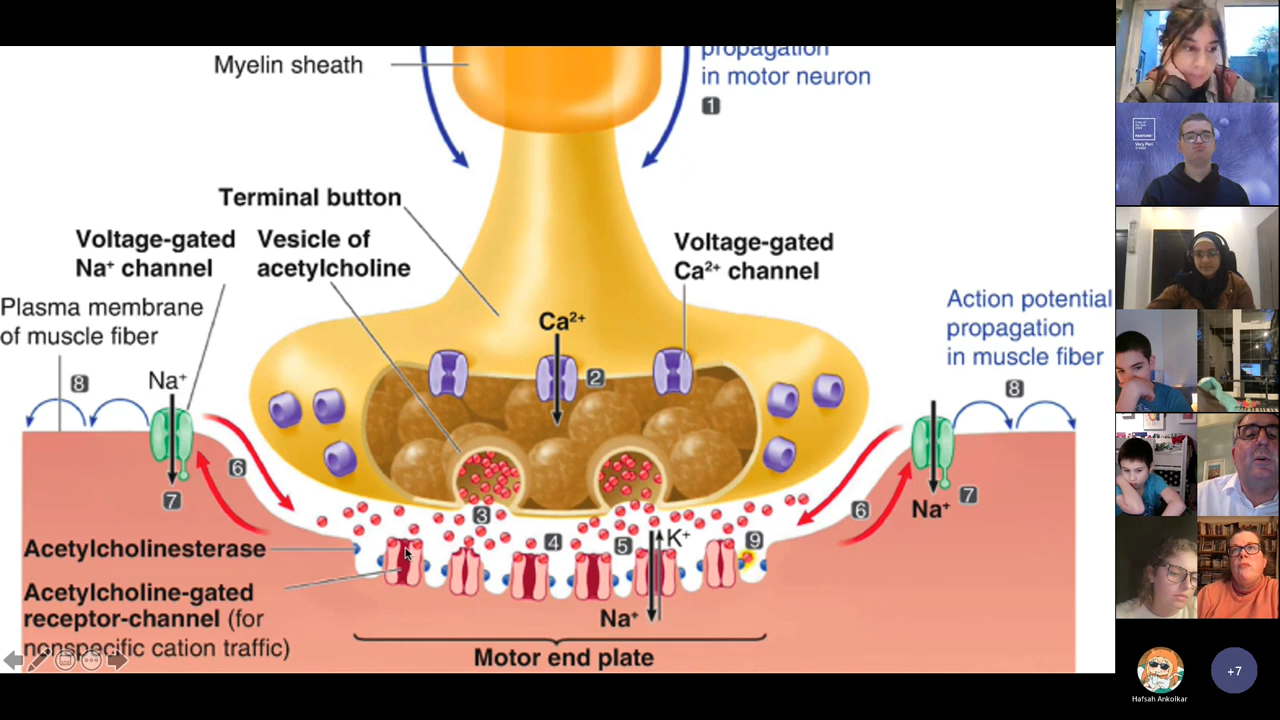 Myelin sheath
propagation
in motor neuron
1
Terminal button
Voltage-gated
Na⁺ channel
Vesicle of
acetylcholine
Voltage-gated
Ca²⁺ channel
Plasma membrane
of muscle fiber
Action potential
propagation
in muscle fiber
8
8
Na⁺
Ca²⁺
2
6
7
3
4
5
K⁺
9
6
7
Na⁺
Acetylcholinesterase
Acetylcholine-gated
receptor-channel (for
nonspecific cation traffic)
Na⁺
Motor end plate
PANTONE
Very Peri
Hafsah Ankolkar
+7